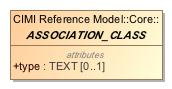 CIMI Reference Model::Core::
ASSOCIATION_CLASS
attributes
+type : TEXT [0..1]